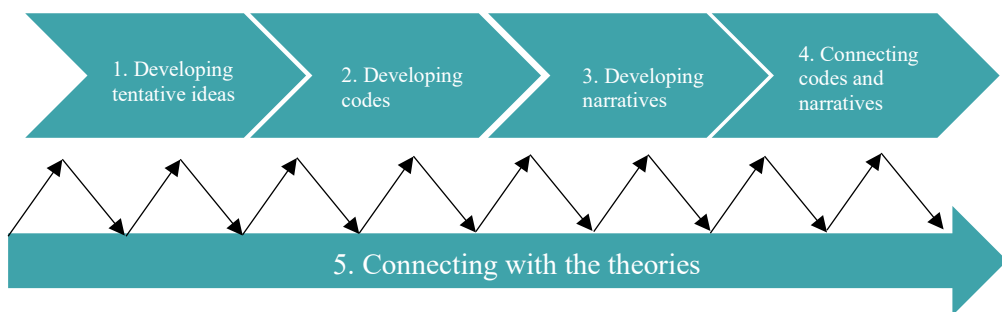 1. Developing
tentative ideas
2. Developing
codes
3. Developing
narratives
4. Connecting
codes and
narratives
5. Connecting with the theories